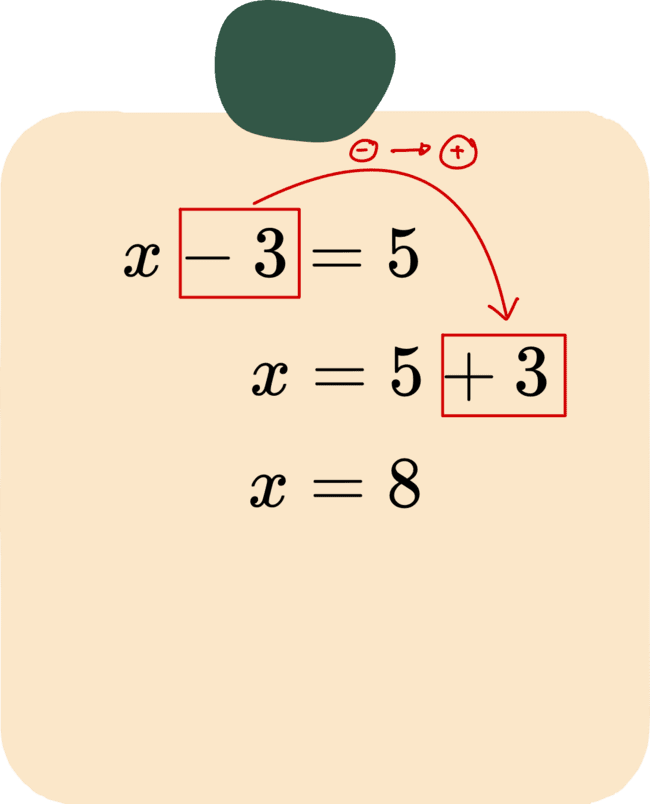 ⊖ → ⊕
x − 3 = 5
x = 5 + 3
x = 8